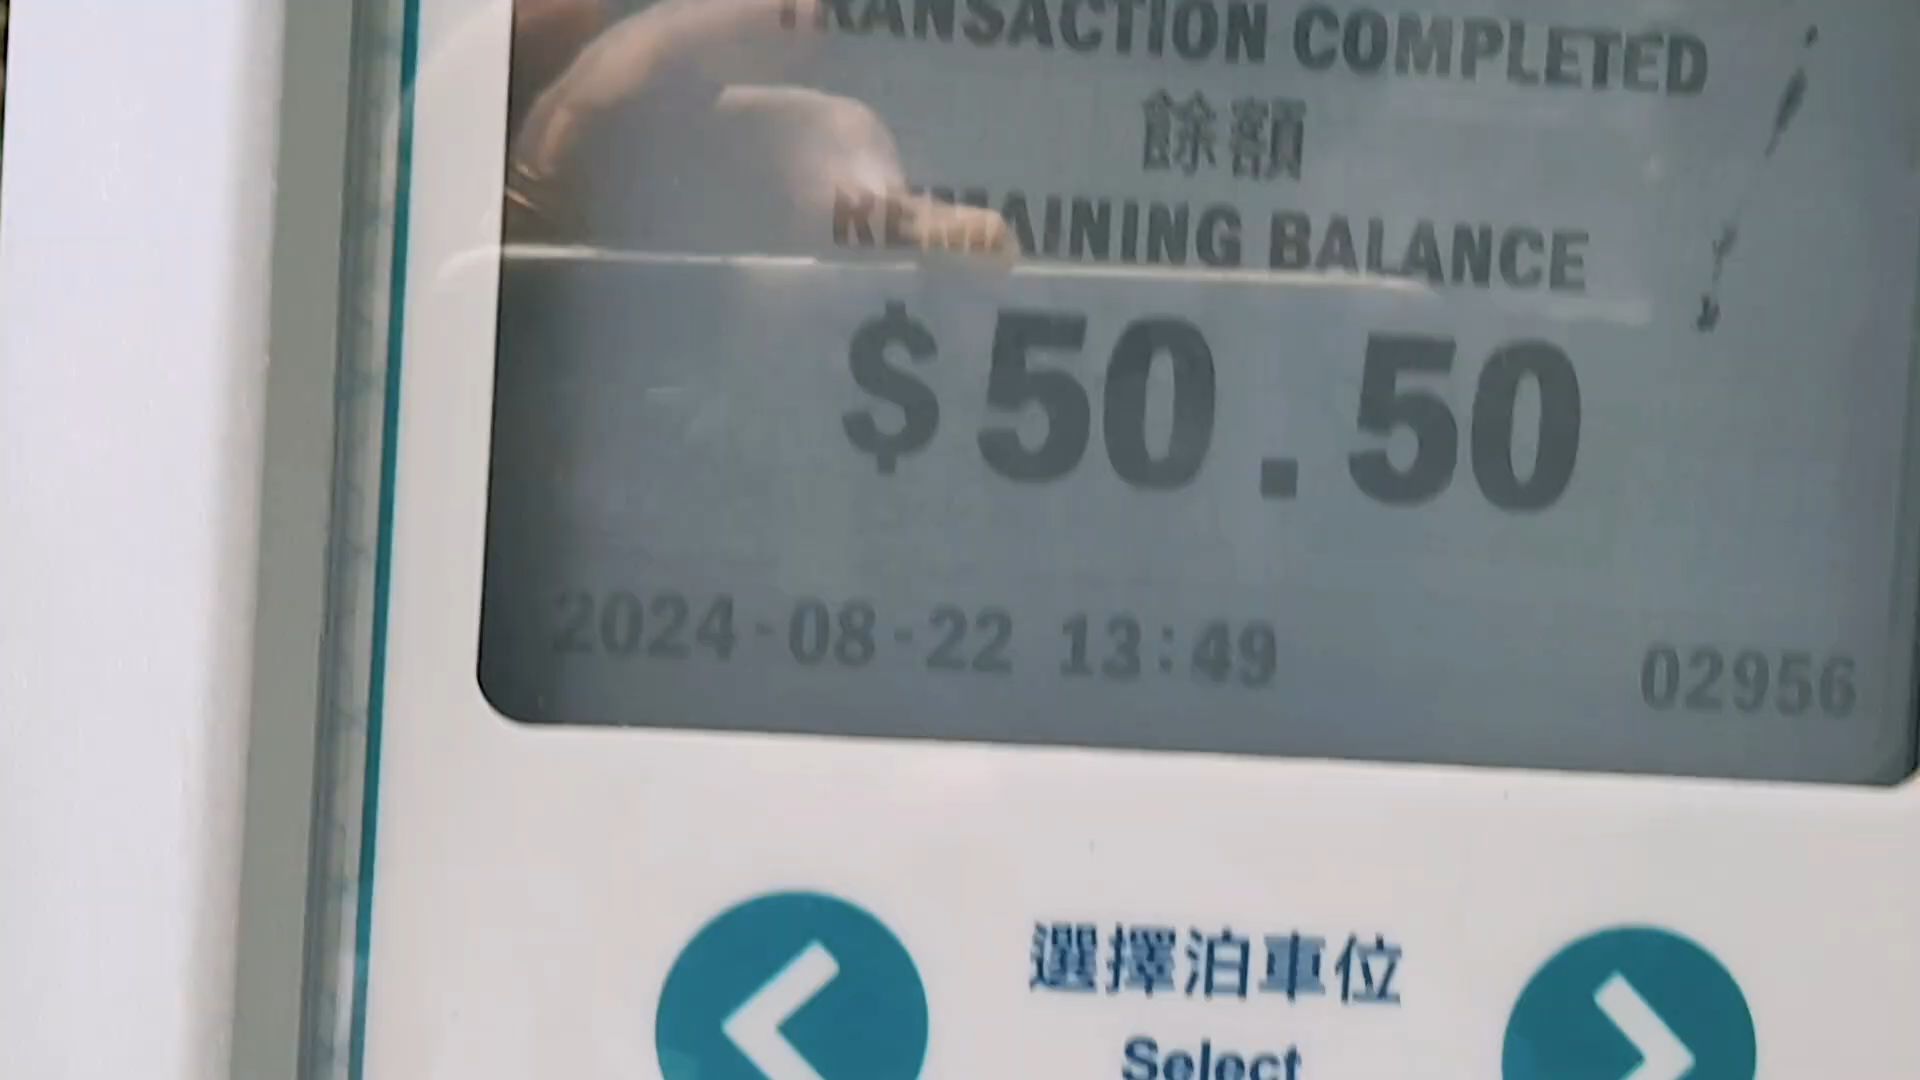 TRANSACTION COMPLETED
餘額
REMAINING BALANCE
$50.50
2024-08-22 13:49 02956
選擇泊車位
Select